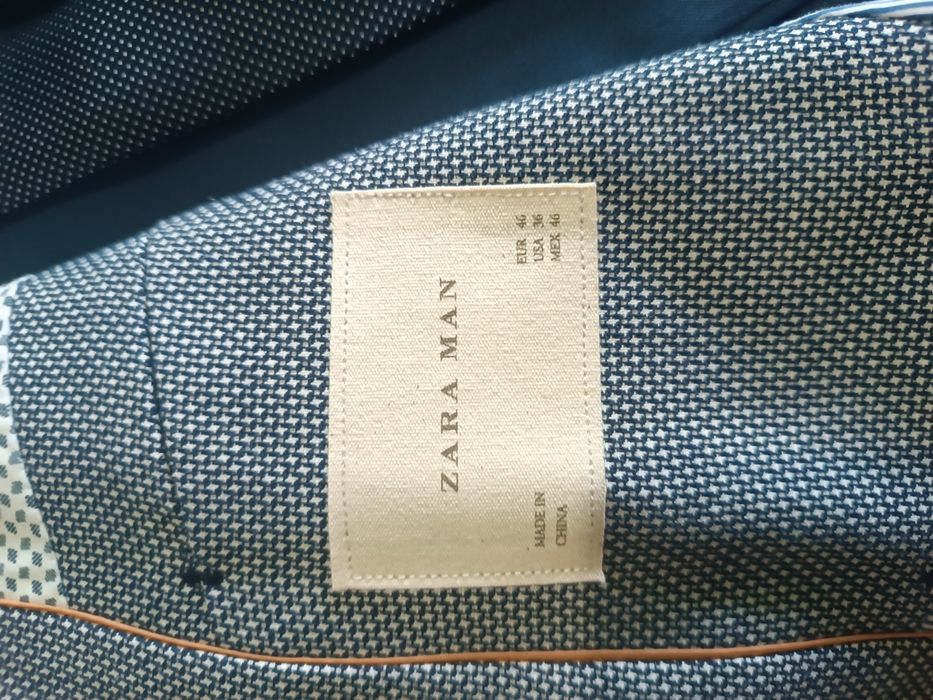 ZARA MAN
MADE IN
CHINA
EUR 46
USA 36
MEX 46